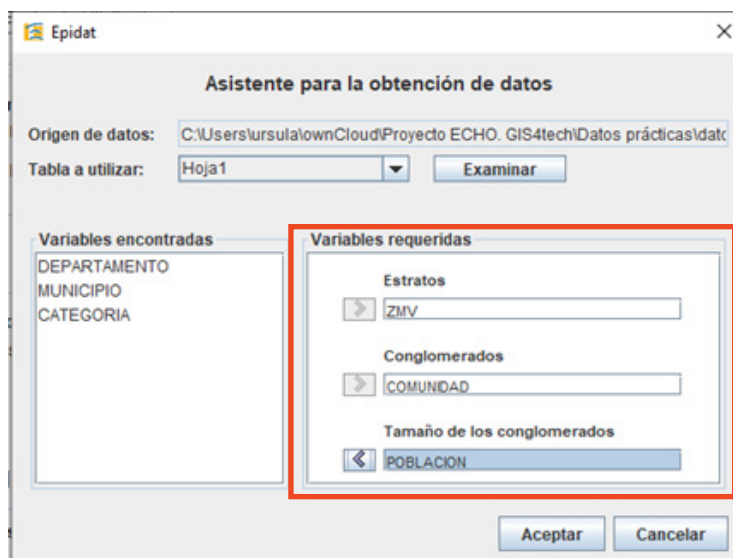 Epidat
Asistente para la obtención de datos
Origen de datos: C:\Users\ursula\ownCloud\Proyecto ECHO. GIS4tech\Datos prácticas\datc
Tabla a utilizar: Hoja1 Examinar
Variables encontradas
DEPARTAMENTO
MUNICIPIO
CATEGORIA
Variables requeridas
Estratos
ZMV
Conglomerados
COMUNIDAD
Tamaño de los conglomerados
POBLACION
Aceptar Cancelar